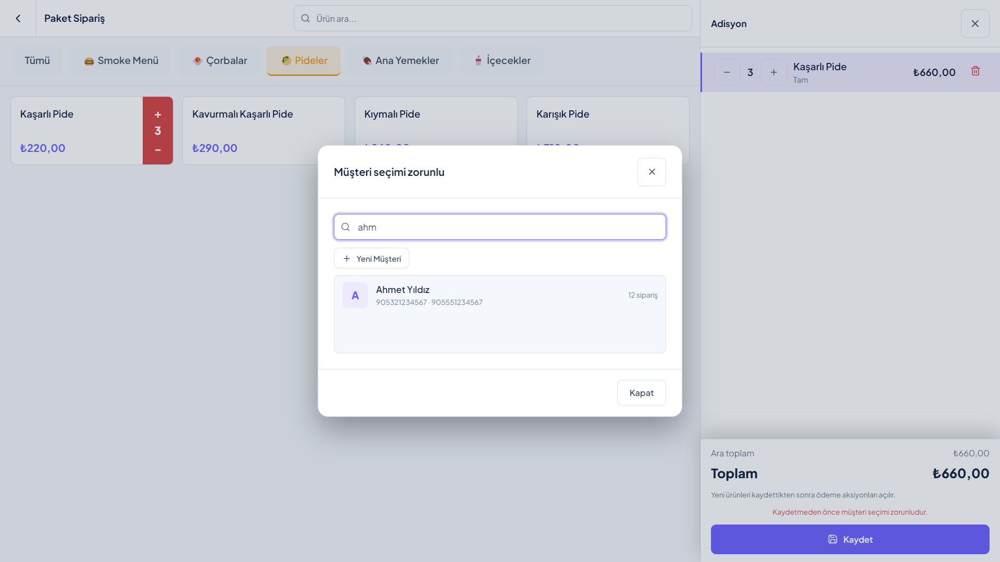 Paket Sipariş
Ürün ara...
Tümü
Smoke Menü
Çorbalar
Pideler
Ana Yemekler
İçecekler
Kaşarlı Pide
₺220,00
+
3
−
Kavurmalı Kaşarlı Pide
₺290,00
Kıymalı Pide
Karışık Pide
Müşteri seçimi zorunlu
ahm
+ Yeni Müşteri
A
Ahmet Yıldız
905321234567 · 905551234567
12 sipariş
Kapat
Adisyon
− 3 +
Kaşarlı Pide
Tam
₺660,00
Ara toplam ₺660,00
Toplam ₺660,00
Yeni ürünleri kaydettikten sonra ödeme aksiyonları açılır.
Kaydetmeden önce müşteri seçimi zorunludur.
Kaydet